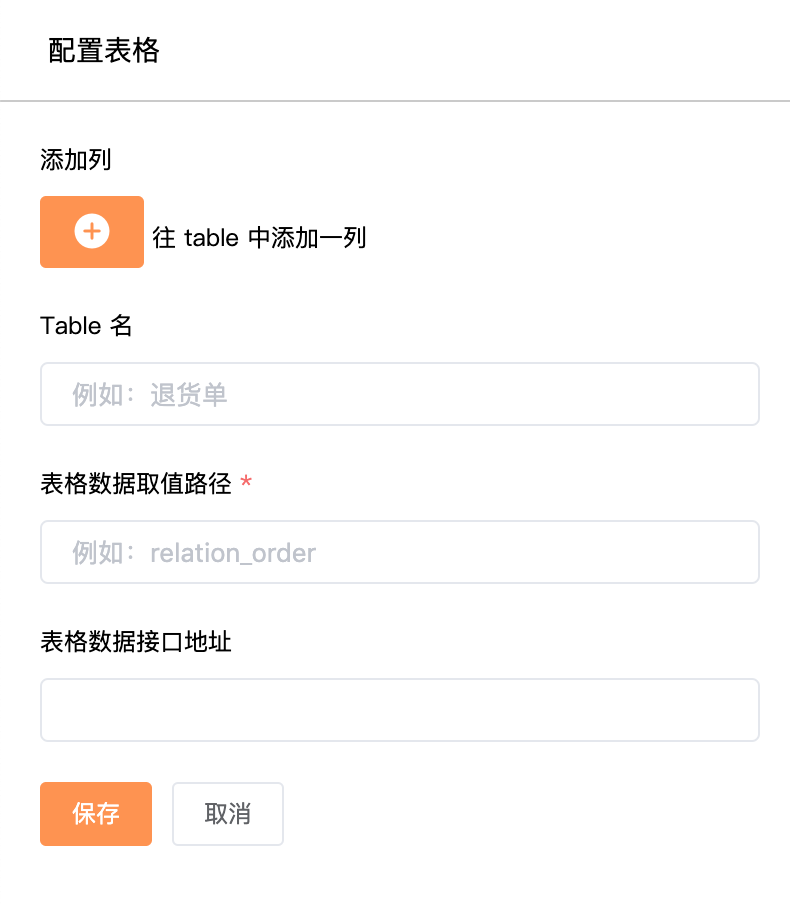 配置表格
添加列
往 table 中添加一列
Table 名
例如：退货单
表格数据取值路径 *
例如：relation_order
表格数据接口地址
保存
取消